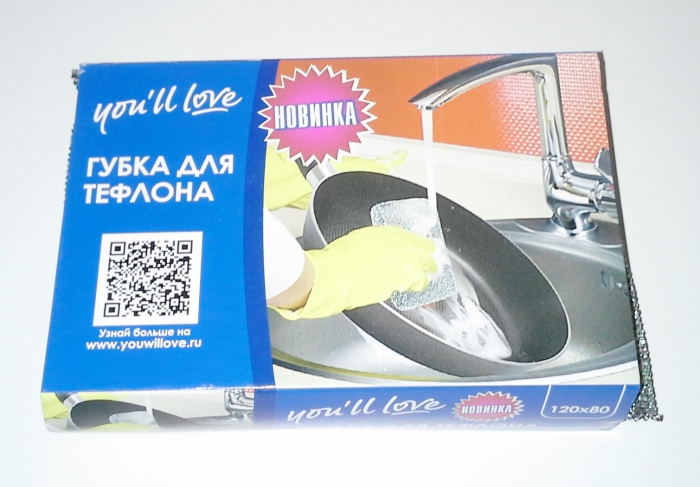 you'll love
НОВИНКА
ГУБКА ДЛЯ
ТЕФЛОНА
Узнай больше на
www.youwillove.ru
you'll love
НОВИНКА
120x80